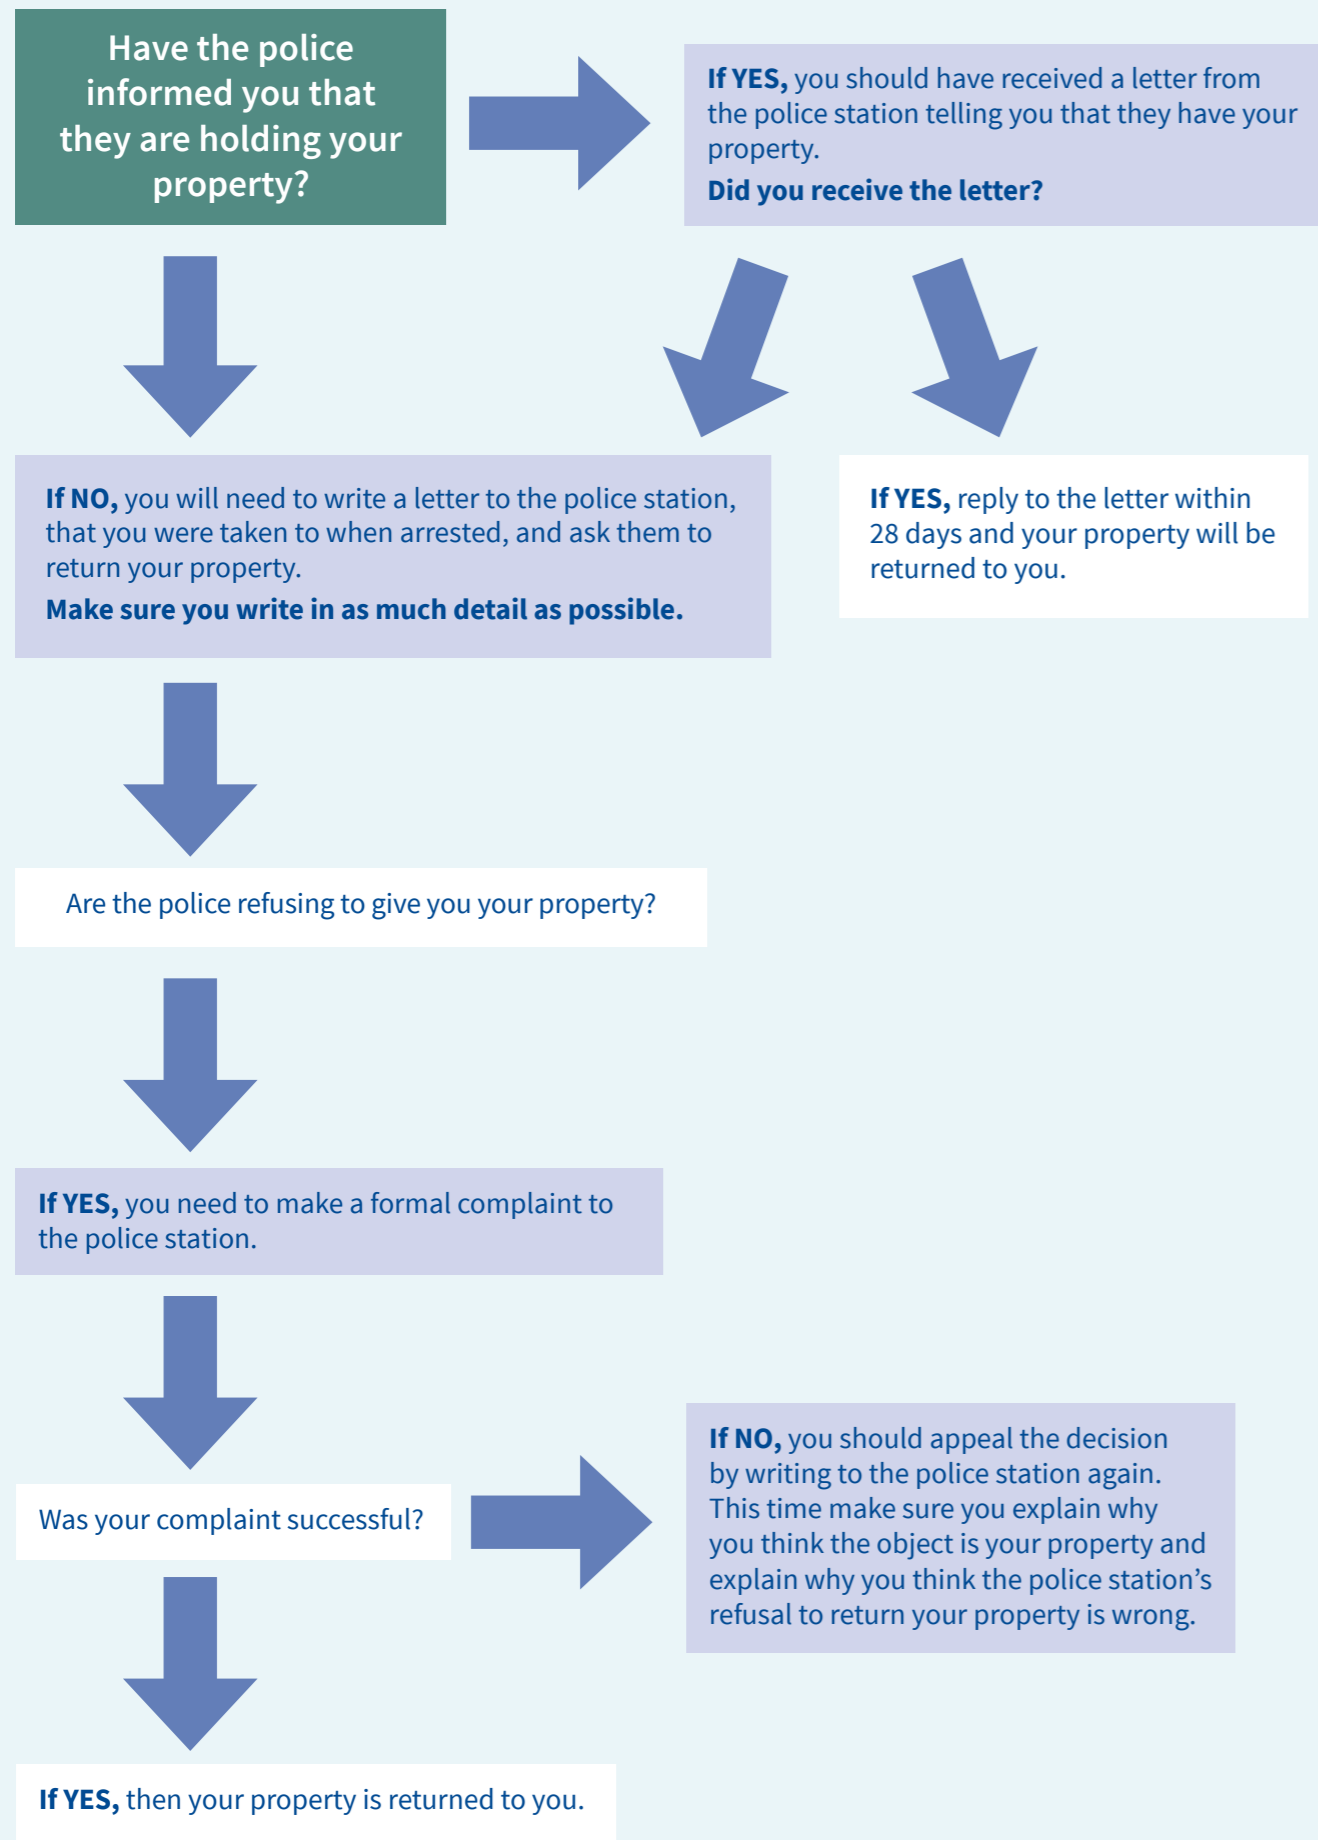 Have the police
informed you that
they are holding your
property?
If YES, you should have received a letter from
the police station telling you that they have your
property.
Did you receive the letter?
If NO, you will need to write a letter to the police station,
that you were taken to when arrested, and ask them to
return your property.
Make sure you write in as much detail as possible.
If YES, reply to the letter within
28 days and your property will be
returned to you.
Are the police refusing to give you your property?
If YES, you need to make a formal complaint to
the police station.
Was your complaint successful?
If NO, you should appeal the decision
by writing to the police station again.
This time make sure you explain why
you think the object is your property and
explain why you think the police station’s
refusal to return your property is wrong.
If YES, then your property is returned to you.